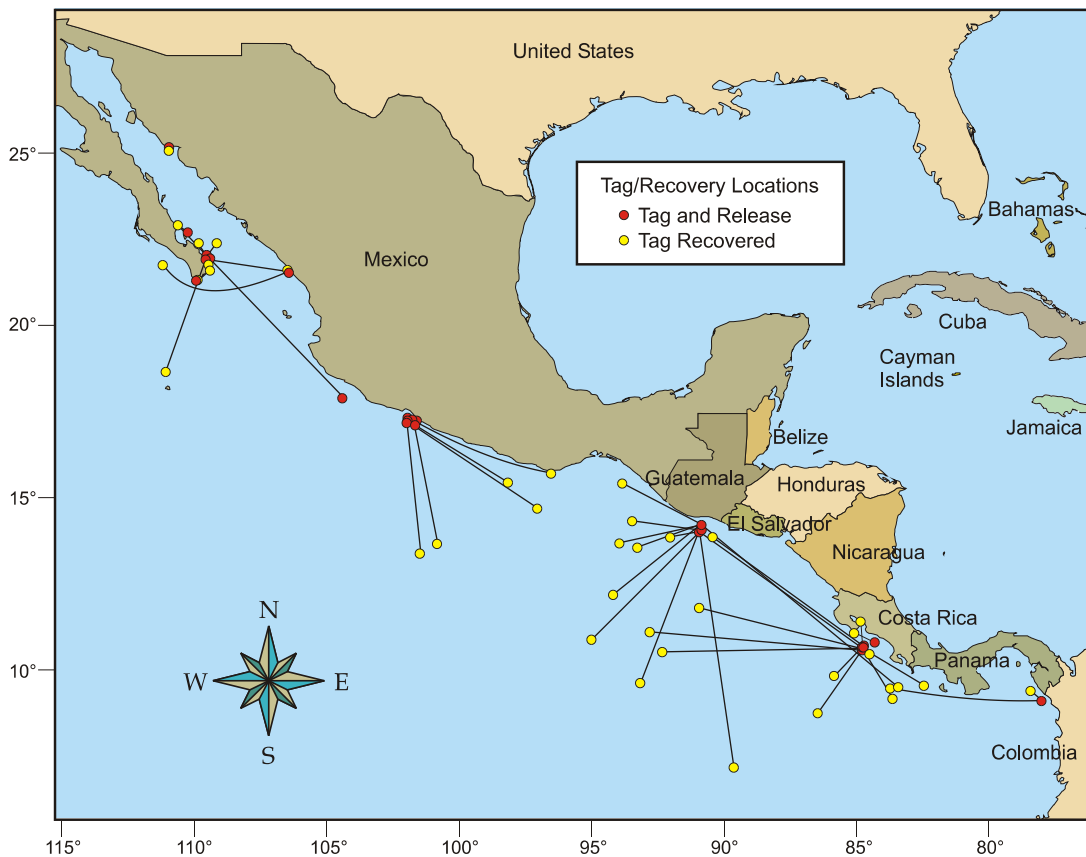 United States
25°
Tag/Recovery Locations
Tag and Release
Tag Recovered
Bahamas
Mexico
20°
Cuba
Cayman
Islands
Jamaica
Belize
15°
Guatemala
Honduras
El Salvador
Nicaragua
N
Costa Rica
10°
W
E
Panama
S
Colombia
115°
110°
105°
100°
95°
90°
85°
80°